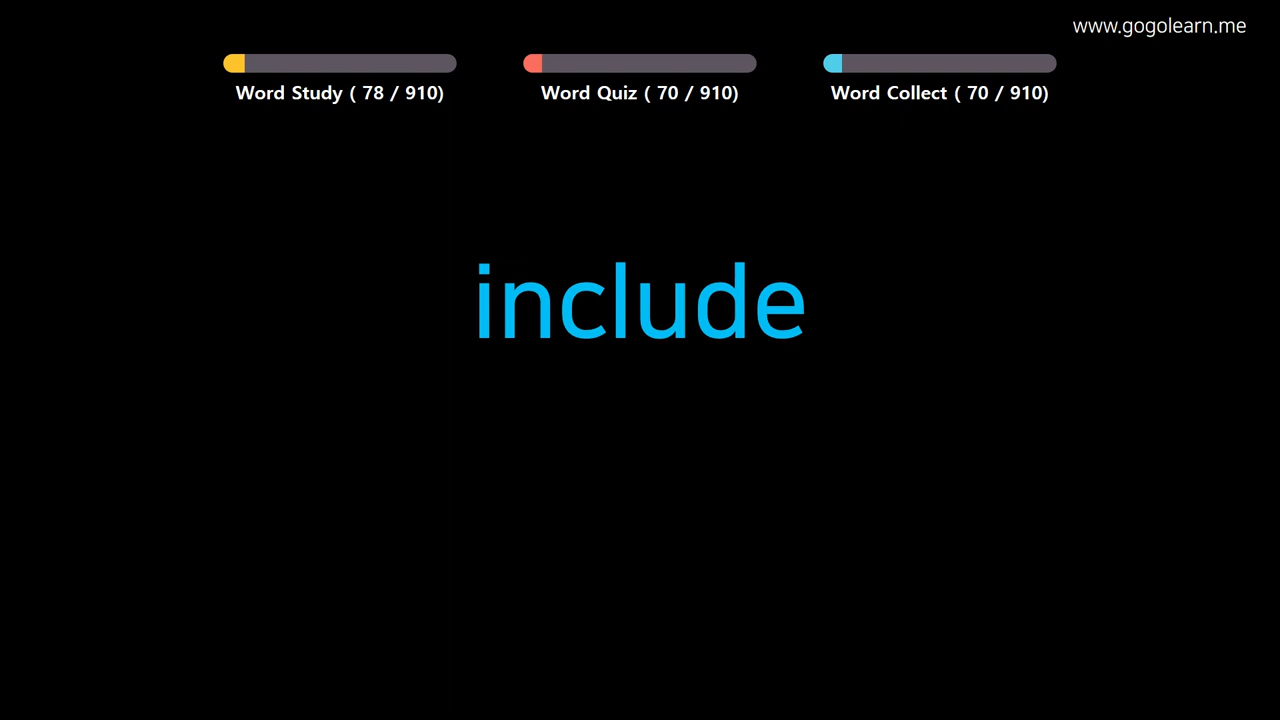 www.gogolearn.me
Word Study ( 78 / 910)
Word Quiz ( 70 / 910)
Word Collect ( 70 / 910)
include